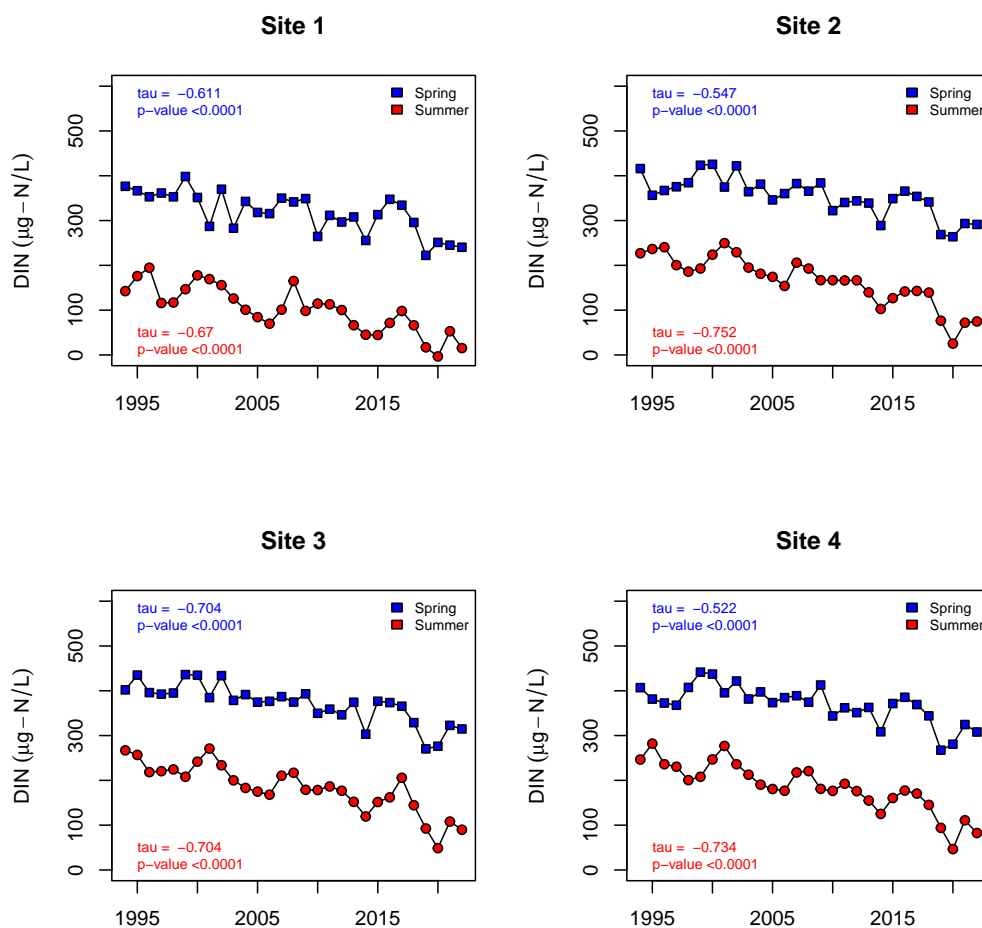 Site 1
tau = −0.611
p−value <0.0001
Spring
Summer
DIN (μg−N/L)
500
300
100
0
tau = −0.67
p−value <0.0001
1995
2005
2015
Site 2
tau = −0.547
p−value <0.0001
Spring
Summer
DIN (μg−N/L)
500
300
100
0
tau = −0.752
p−value <0.0001
1995
2005
2015
Site 3
tau = −0.704
p−value <0.0001
Spring
Summer
DIN (μg−N/L)
500
300
100
0
tau = −0.704
p−value <0.0001
1995
2005
2015
Site 4
tau = −0.522
p−value <0.0001
Spring
Summer
DIN (μg−N/L)
500
300
100
0
tau = −0.734
p−value <0.0001
1995
2005
2015